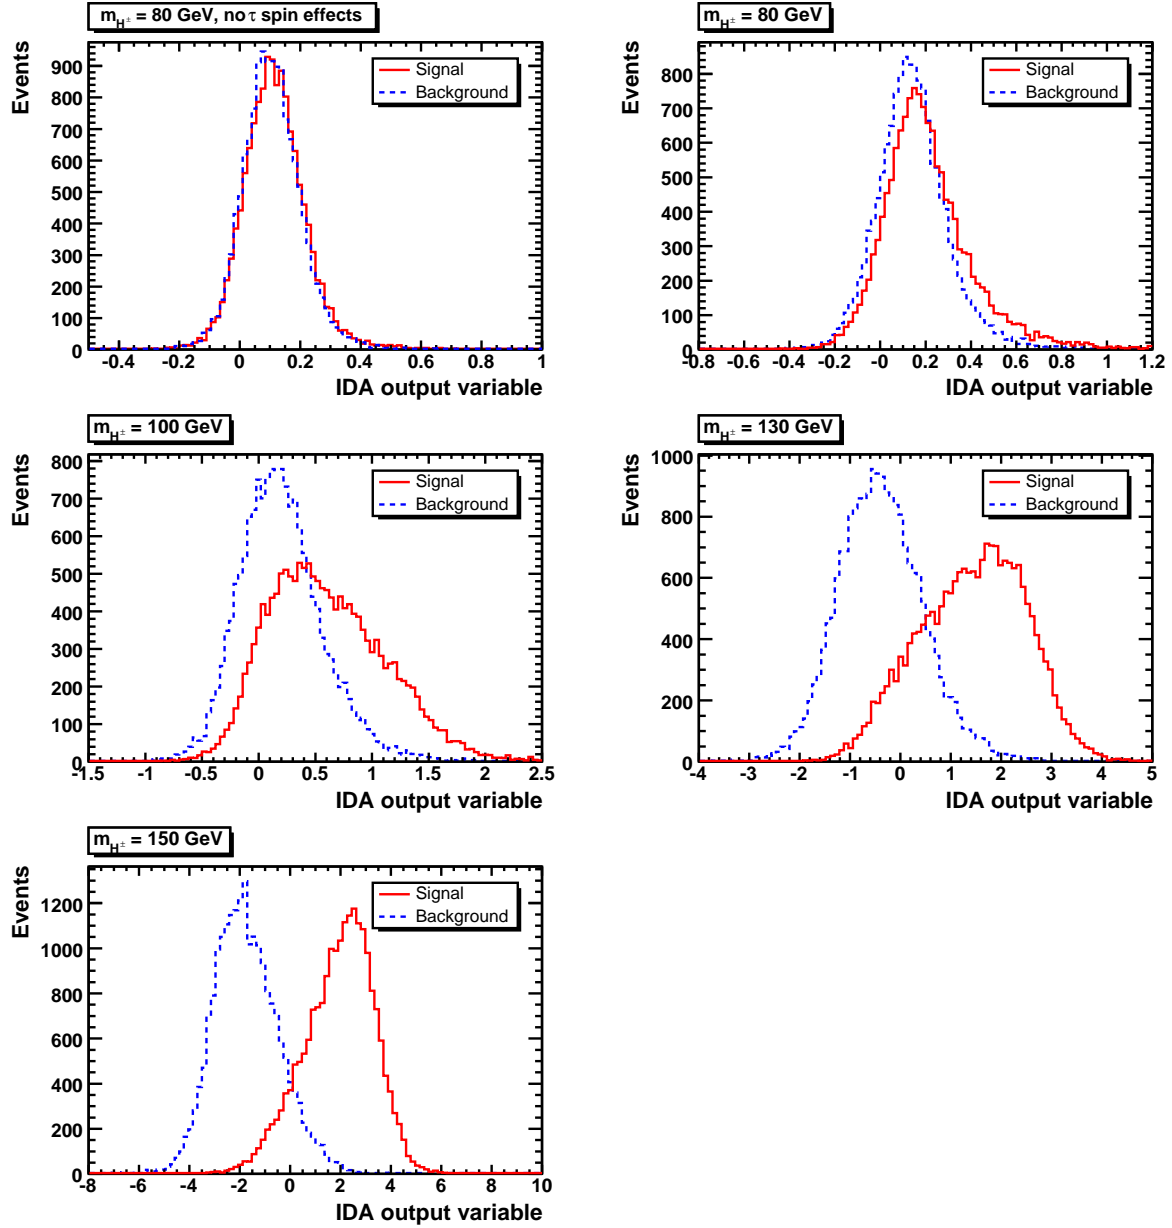 m_H± = 80 GeV, no τ spin effects
Events
900
800
700
600
500
400
300
200
100
0
Signal
Background
-0.4 -0.2 0 0.2 0.4 0.6 0.8 1
IDA output variable
m_H± = 80 GeV
Events
800
700
600
500
400
300
200
100
0
Signal
Background
-0.8 -0.6 -0.4 -0.2 -0 0.2 0.4 0.6 0.8 1 1.2
IDA output variable
m_H± = 100 GeV
Events
800
700
600
500
400
300
200
100
0
Signal
Background
-1.5 -1 -0.5 0 0.5 1 1.5 2 2.5
IDA output variable
m_H± = 130 GeV
Events
1000
800
600
400
200
0
Signal
Background
-4 -3 -2 -1 0 1 2 3 4 5
IDA output variable
m_H± = 150 GeV
Events
1200
1000
800
600
400
200
0
Signal
Background
-8 -6 -4 -2 0 2 4 6 8 10
IDA output variable